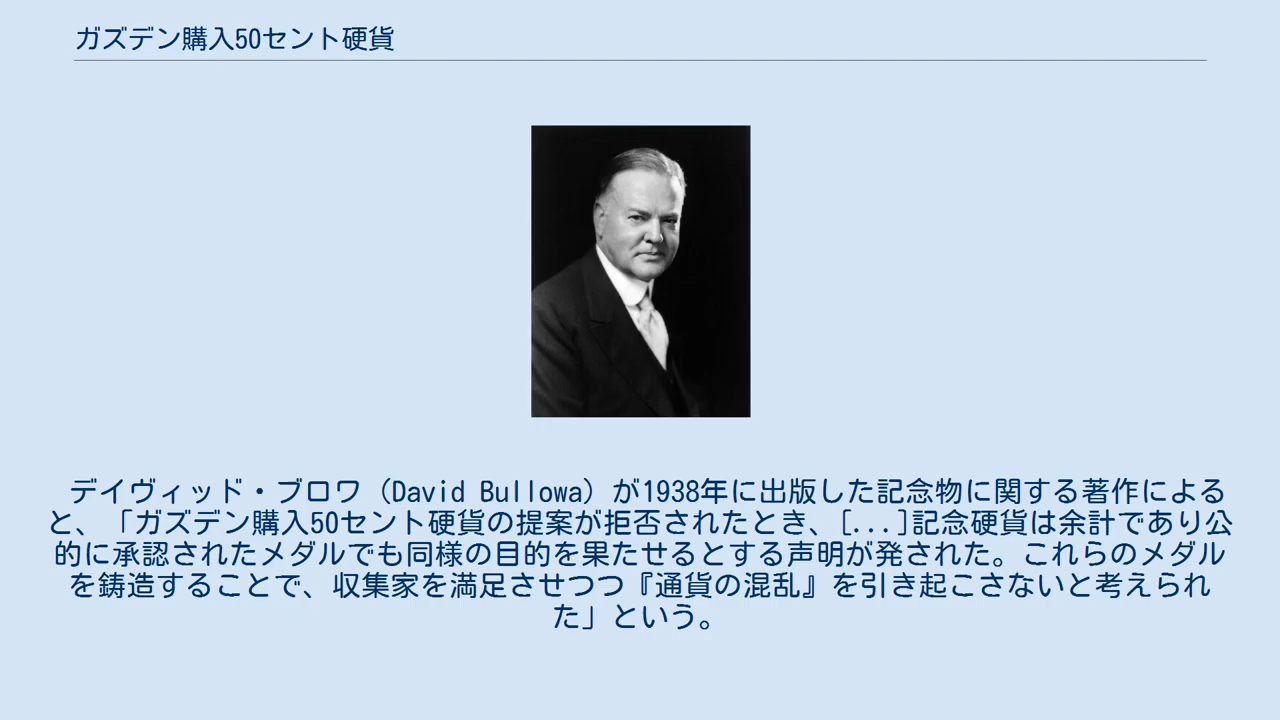 ガズデン購入50セント硬貨
デイヴィッド・ブロワ（David Bullowa）が1938年に出版した記念物に関する著作による
と、「ガズデン購入50セント硬貨の提案が拒否されたとき、[...]記念硬貨は余計であり公
的に承認されたメダルでも同様の目的を果たせるとする声明が発された。これらのメダル
を鋳造することで、収集家を満足させつつ『通貨の混乱』を引き起こさないと考えられ
た」という。